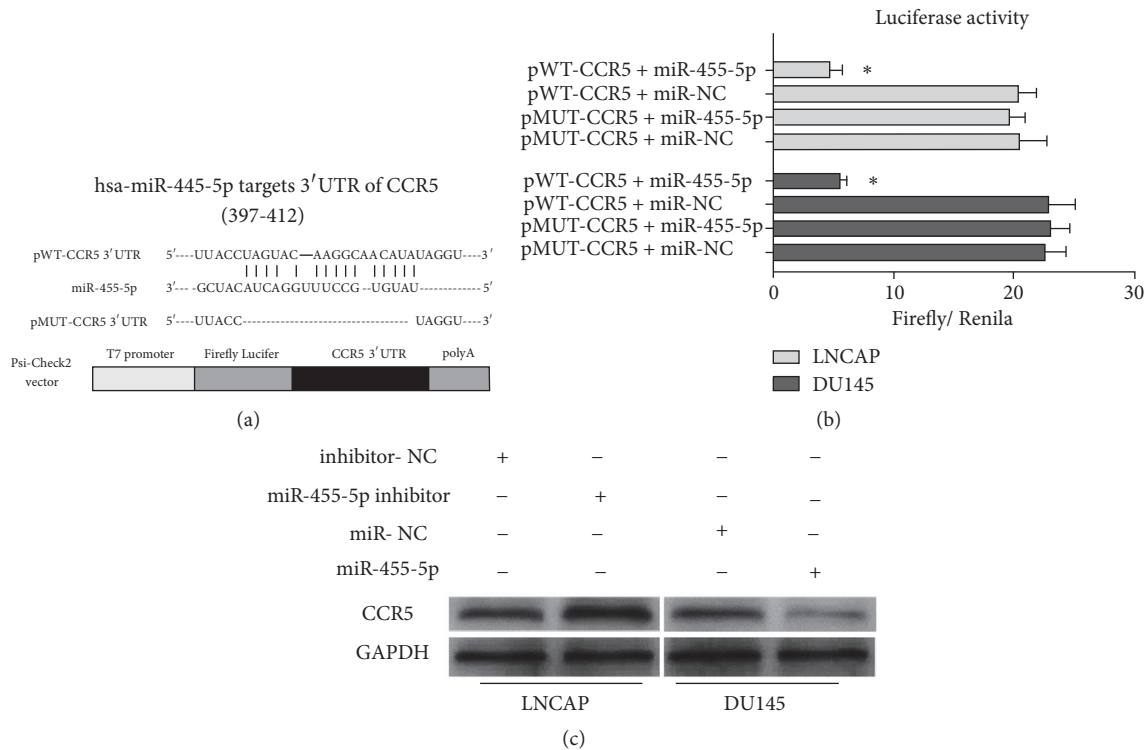 hsa-miR-445-5p targets 3′UTR of CCR5
(397-412)
pWT-CCR5 3′UTR 5′----UUACCUAGUAC—AAGGCAACAUAUAGGU----3′
miR-455-5p 3′--- -GCUACAUCAGGUUUCCG --UGUAU-------------- 5′
pMUT-CCR5 3′UTR 5′----UUACC------------------------------------ UAGGU---3′
Psi-Check2
vector
T7 promoter Firefly Lucifer CCR5 3′UTR polyA
(a)
Luciferase activity
pWT-CCR5 + miR-455-5p *
pWT-CCR5 + miR-NC
pMUT-CCR5 + miR-455-5p
pMUT-CCR5 + miR-NC
pWT-CCR5 + miR-455-5p *
pWT-CCR5 + miR-NC
pMUT-CCR5 + miR-455-5p
pMUT-CCR5 + miR-NC
0 10 20 30
Firefly/ Renila
LNCAP
DU145
(b)
inhibitor- NC + − − −
miR-455-5p inhibitor − + − −
miR- NC − − + −
miR-455-5p − − − +
CCR5
GAPDH
LNCAP DU145
(c)